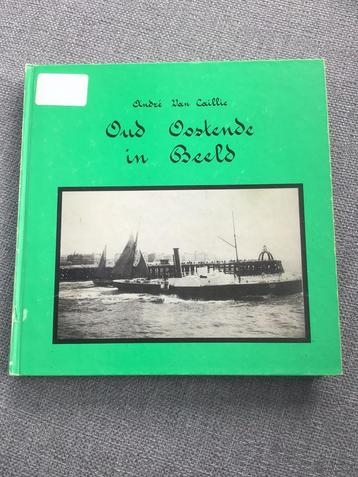 André Van Caillie
Oud Oostende
in Beeld